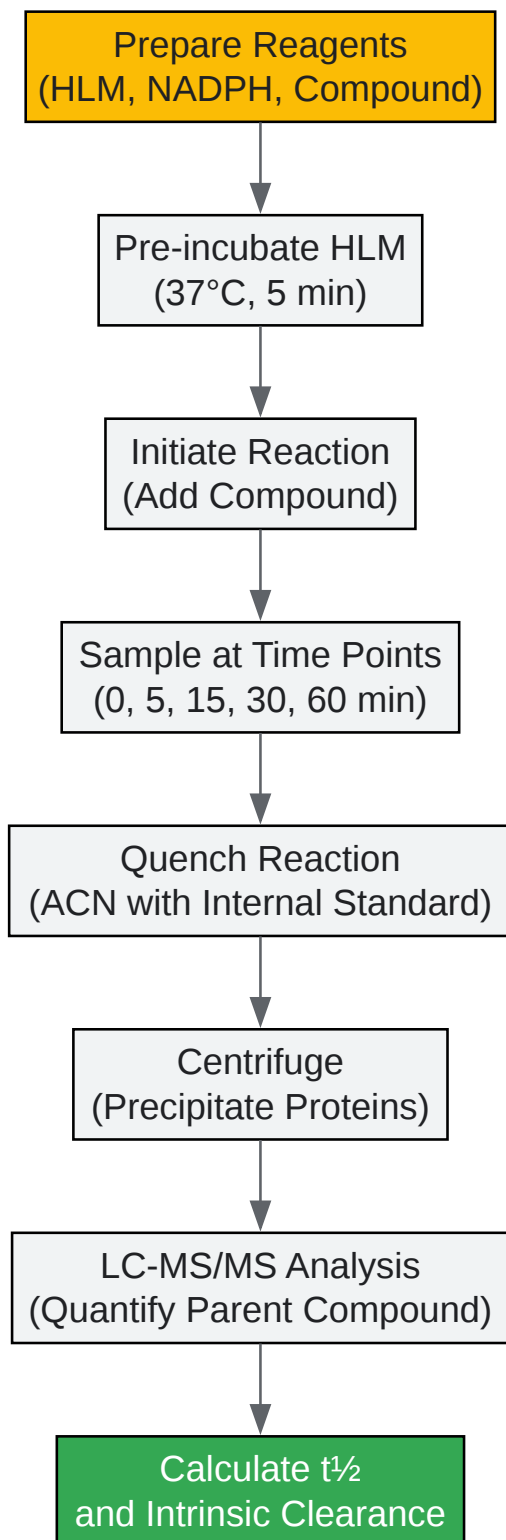 Prepare Reagents
(HLM, NADPH, Compound)
Pre-incubate HLM
(37°C, 5 min)
Initiate Reaction
(Add Compound)
Sample at Time Points
(0, 5, 15, 30, 60 min)
Quench Reaction
(ACN with Internal Standard)
Centrifuge
(Precipitate Proteins)
LC-MS/MS Analysis
(Quantify Parent Compound)
Calculate t½
and Intrinsic Clearance